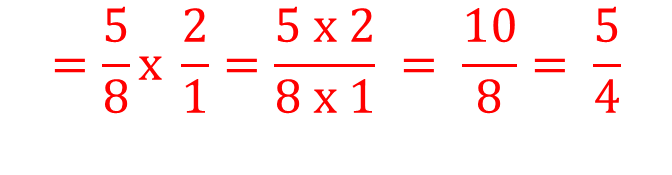 = 5/8 x 2/1 = 5 x 2/8 x 1 = 10/8 = 5/4